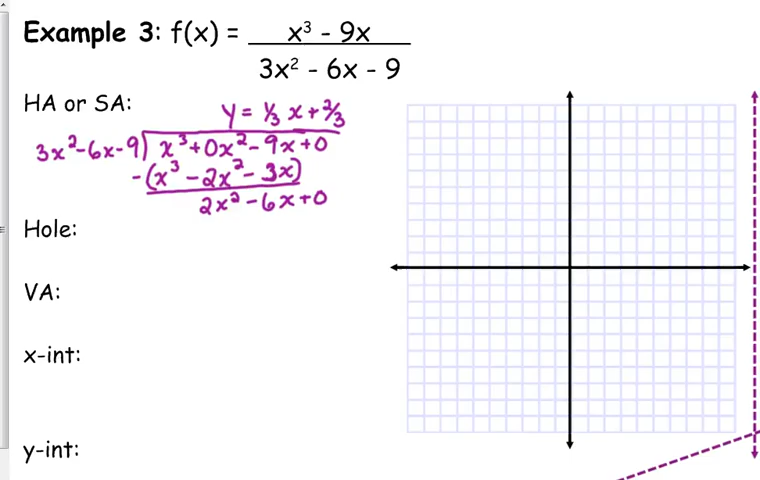 Example 3: f(x) = x³ - 9x
3x² - 6x - 9
HA or SA:
y = ⅓ x + ⅔
3x² - 6x - 9) x³ + 0x² - 9x + 0
-(x³ - 2x² - 3x)
2x² - 6x + 0
Hole:
VA:
x-int:
y-int: